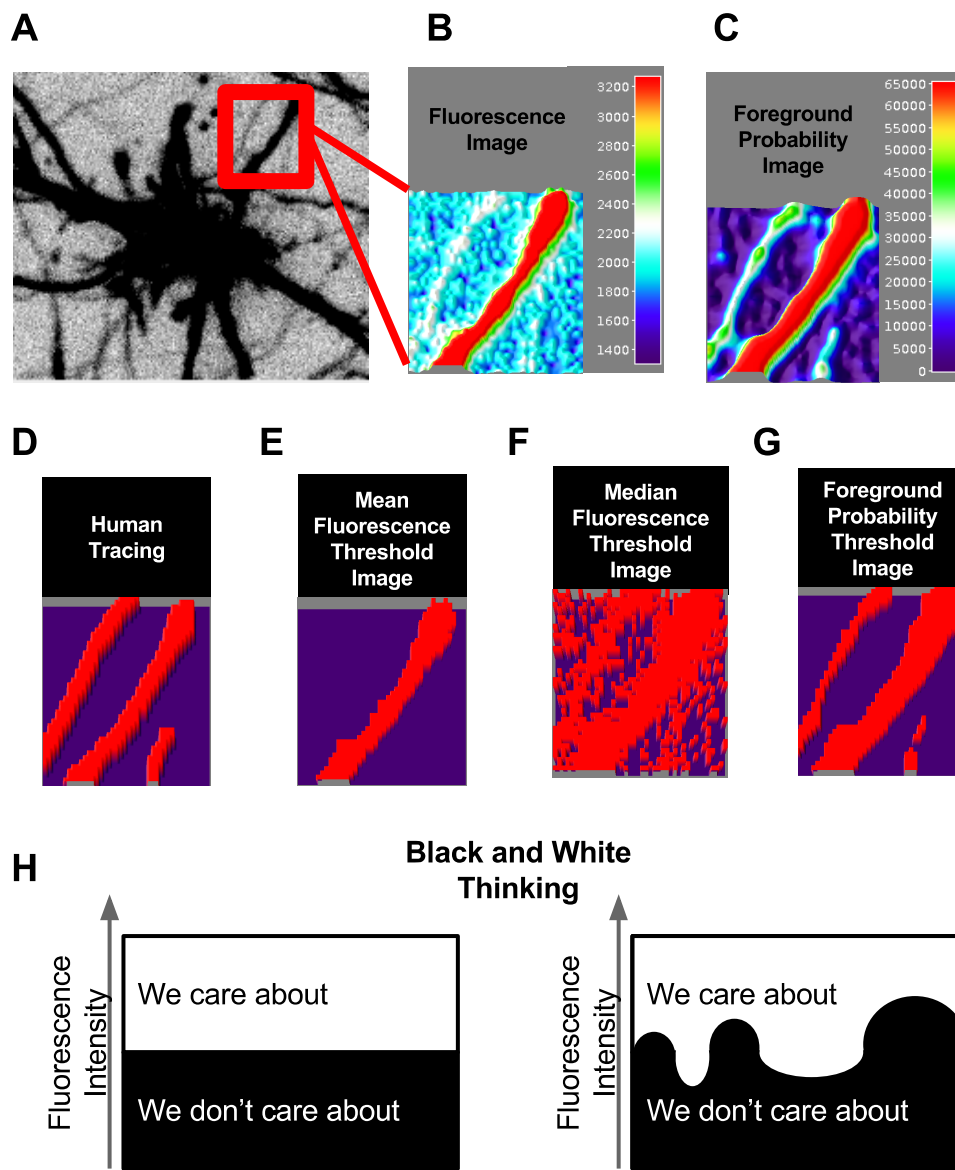 A
B
C
Fluorescence
Image
3200
3000
2800
2600
2400
2200
2000
1800
1600
1400
Foreground
Probability
Image
65000
60000
55000
50000
45000
40000
35000
30000
25000
20000
15000
10000
5000
0
D
E
F
G
Human
Tracing
Mean
Fluorescence
Threshold
Image
Median
Fluorescence
Threshold
Image
Foreground
Probability
Threshold
Image
H
Black and White
Thinking
Fluorescence
Intensity
We care about
We don't care about
Fluorescence
Intensity
We care about
We don't care about